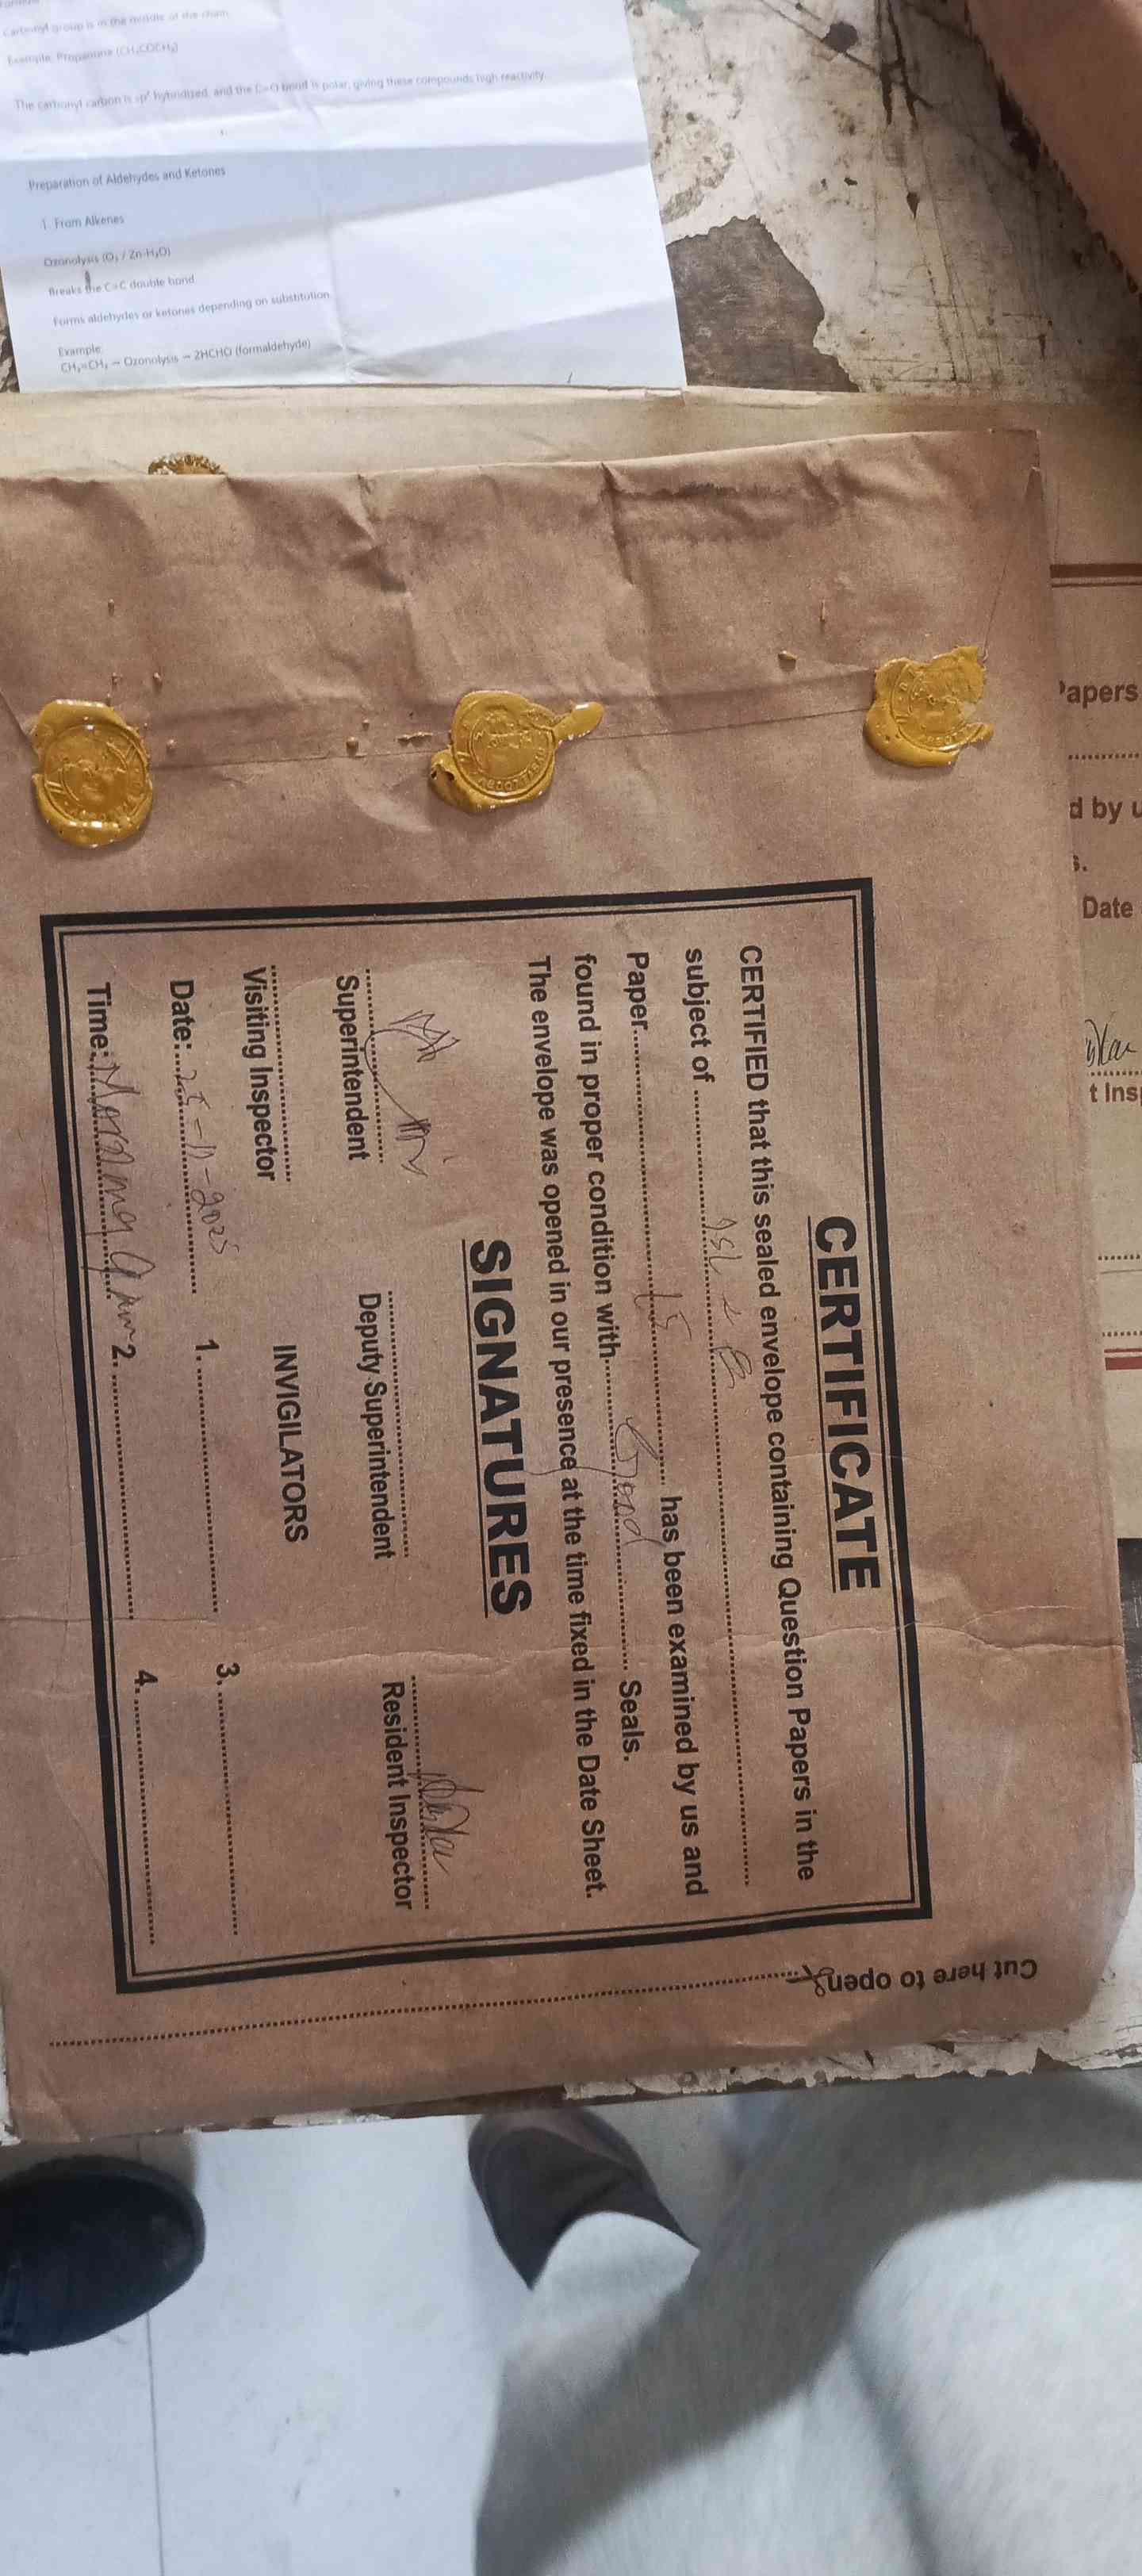 carbonyl group is in the middle of the chain
Example: Propanone (CH₃COCH₃)
The carbonyl carbon is sp² hybridized, and the C=O bond is polar, giving these compounds high reactivity
Preparation of Aldehydes and Ketones
1. From Alkenes
Ozonolysis (O₃ / Zn-H₂O)
Breaks the C=C double bond
Forms aldehydes or ketones depending on substitution
Example:
CH₂=CH₂ → Ozonolysis → 2HCHO (formaldehyde)
CERTIFICATE
CERTIFIED that this sealed envelope containing Question Papers in the
subject of
Paper 15 has been examined by us and
found in proper condition with Good Seals.
The envelope was opened in our presence at the time fixed in the Date Sheet.
SIGNATURES
Superintendent Deputy Superintendent Resident Inspector
Visiting Inspector INVIGILATORS
Date: 25-11-2025 1. 3.
Time: Morning 2. 4.
Cut here to open
Papers
d by u
s.
Date
t Ins